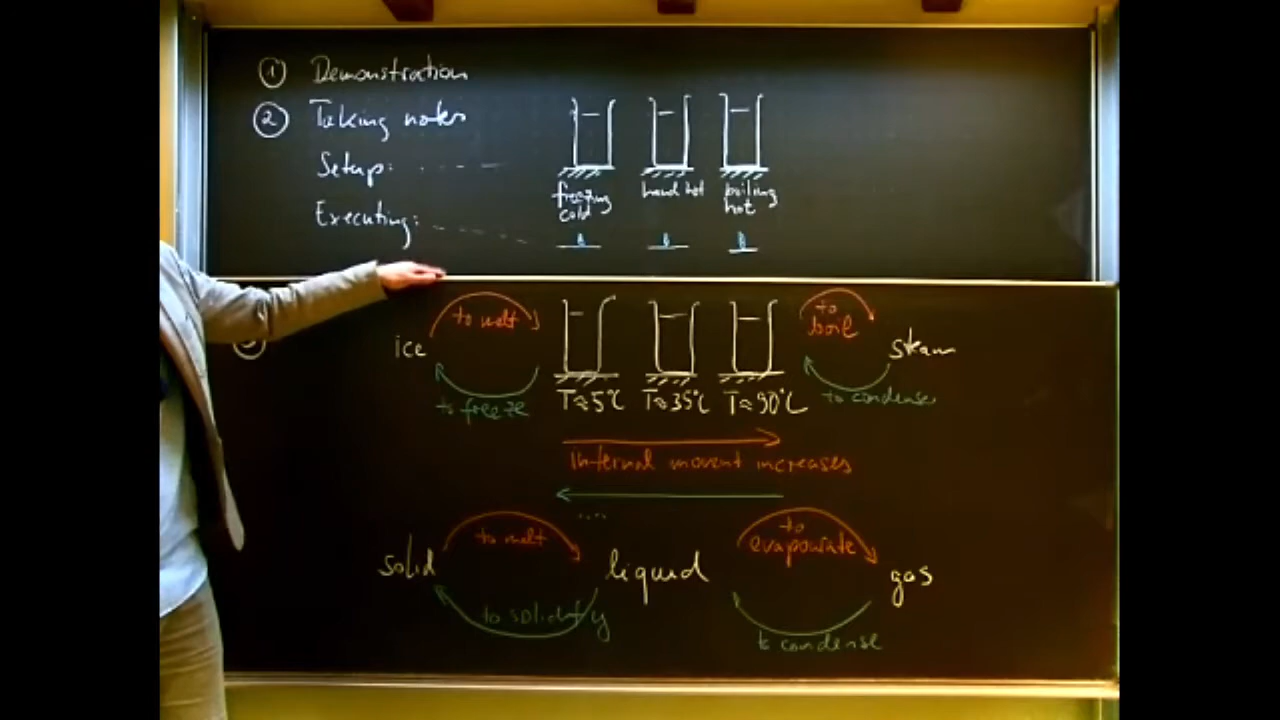 ① Demonstration
② Taking notes
Setup:
freezing cold
hand hot
boiling hot
Executing:
ice
to melt
to freeze
T≈5°C
T≈35°C
T≈90°C
to boil
to condense
steam
internal movent increases
....
solid
to melt
to solidify
liquid
to evaporate
to condense
gas